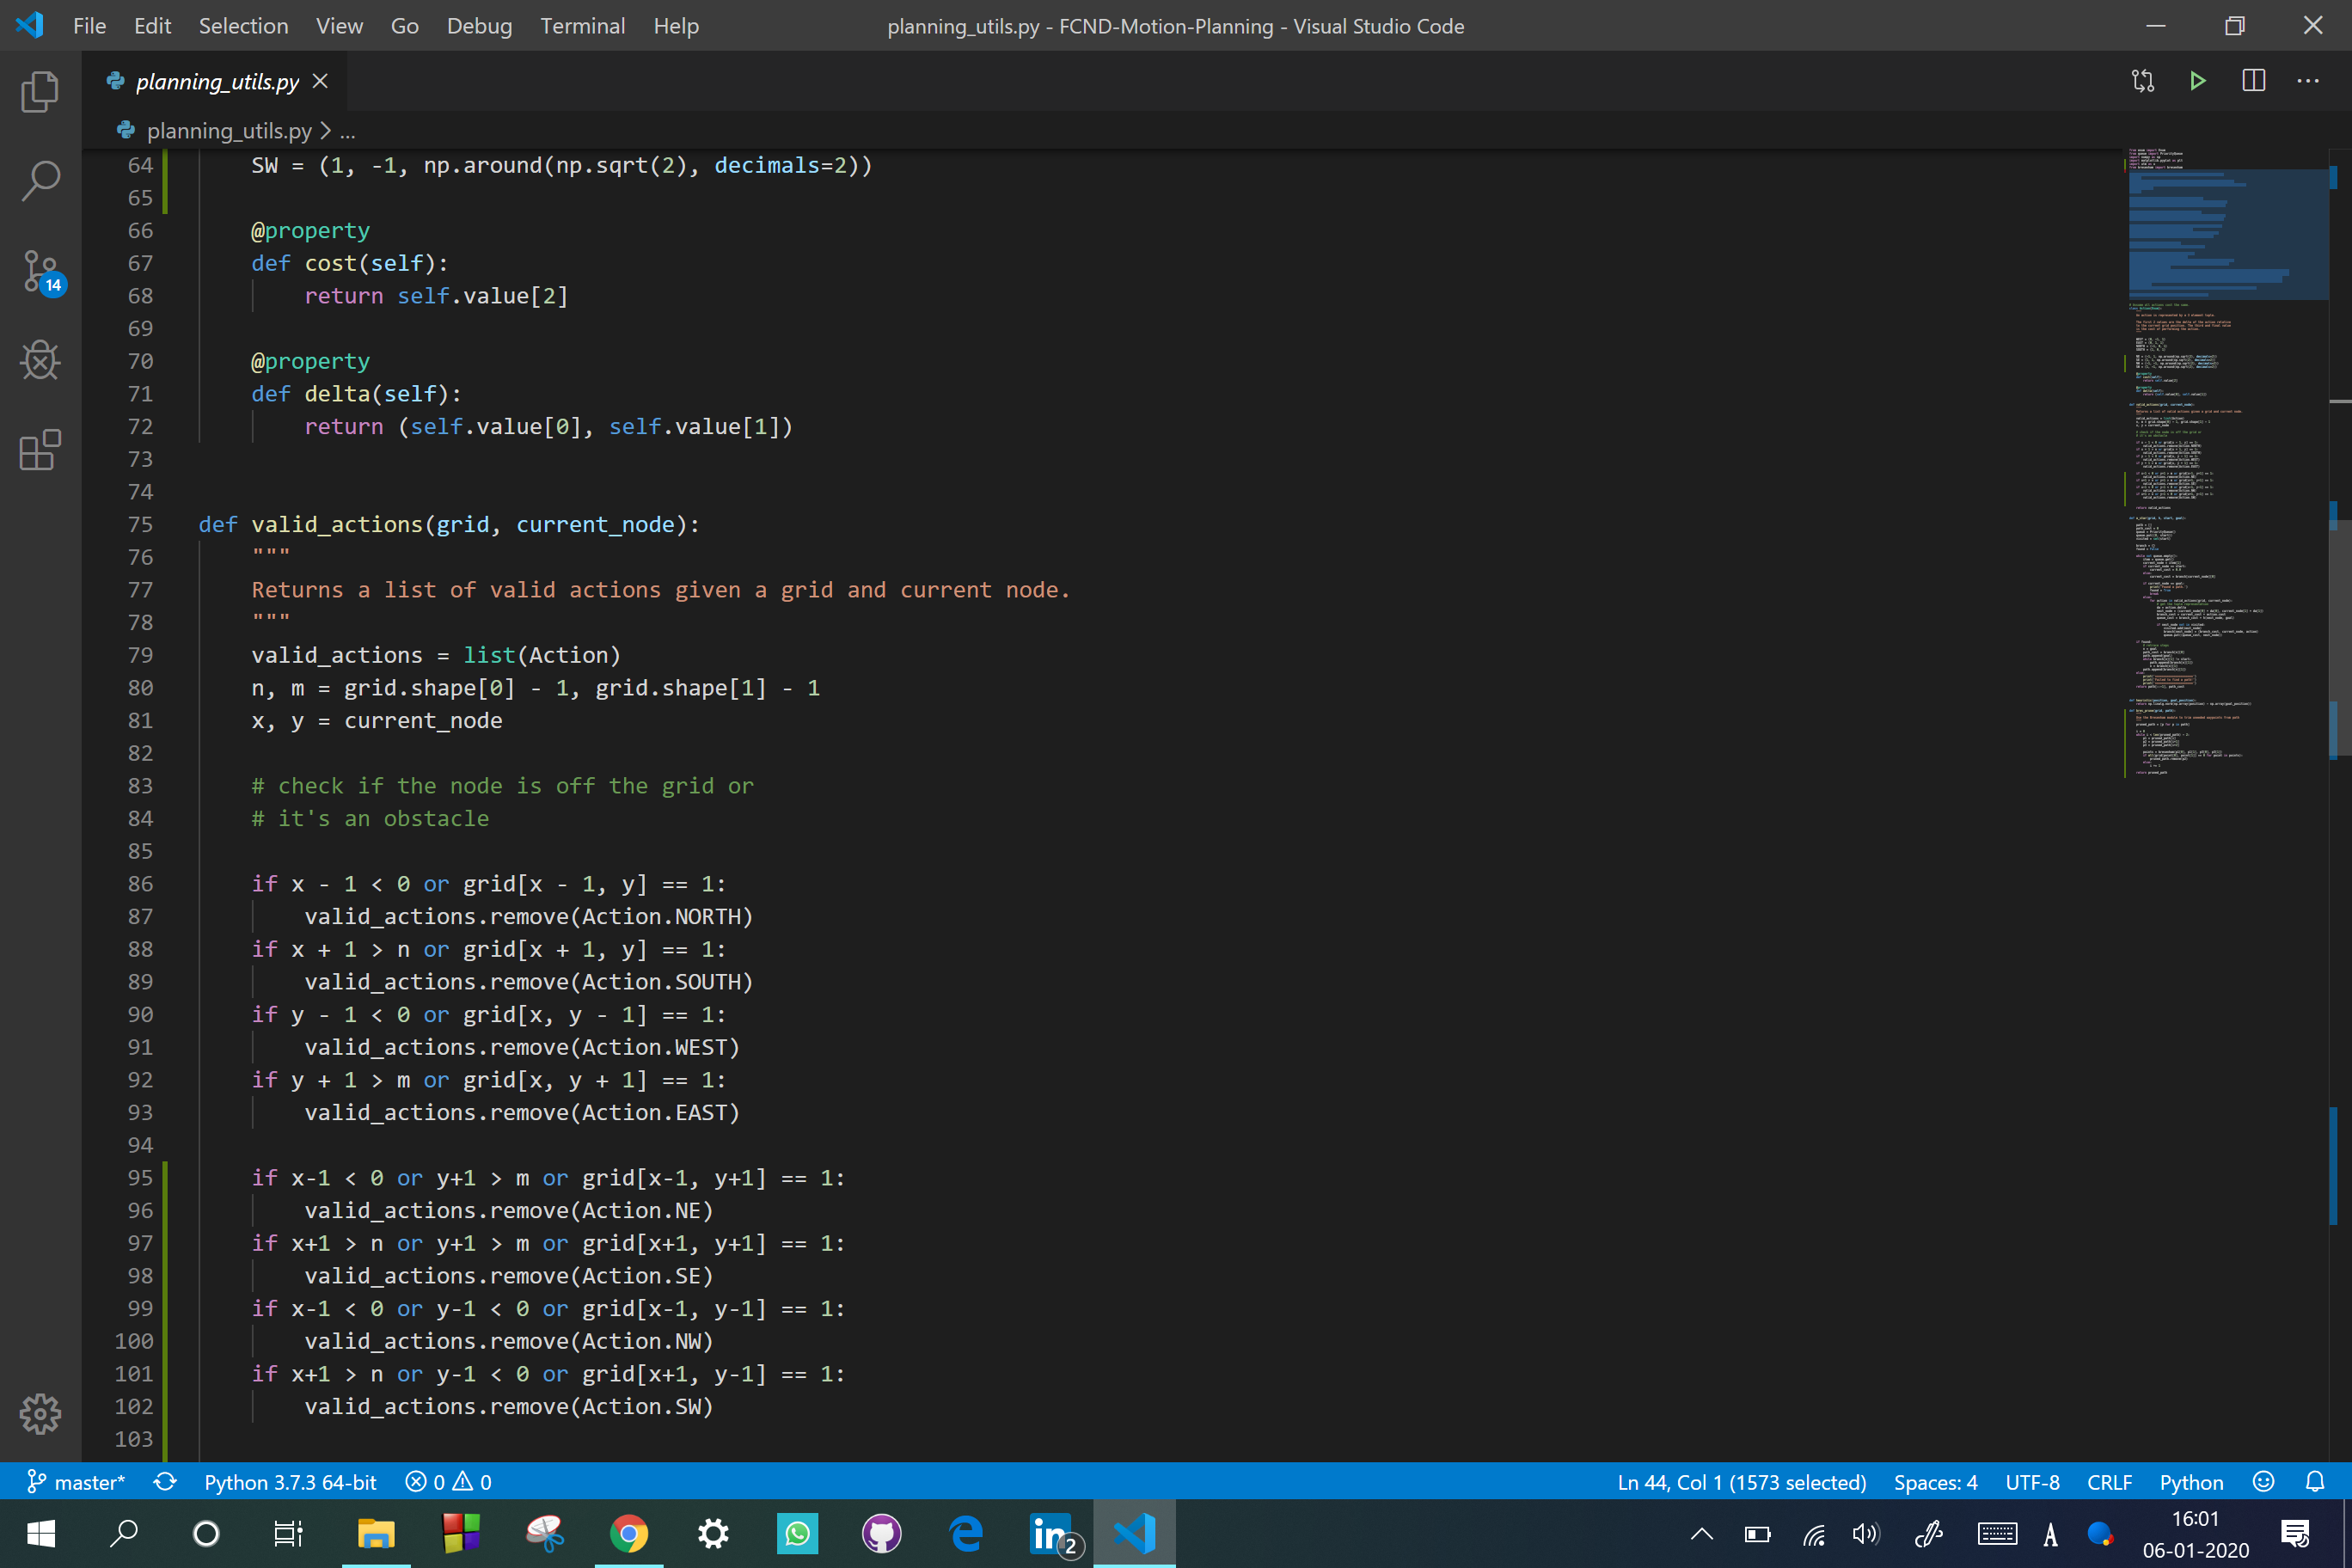 File Edit Selection View Go Debug Terminal Help planning_utils.py - FCND-Motion-Planning - Visual Studio Code
planning_utils.py
planning_utils.py > ...
64 SW = (1, -1, np.around(np.sqrt(2), decimals=2))
65
66 @property
67 def cost(self):
68 return self.value[2]
69
70 @property
71 def delta(self):
72 return (self.value[0], self.value[1])
73
74
75 def valid_actions(grid, current_node):
76 """
77 Returns a list of valid actions given a grid and current node.
78 """
79 valid_actions = list(Action)
80 n, m = grid.shape[0] - 1, grid.shape[1] - 1
81 x, y = current_node
82
83 # check if the node is off the grid or
84 # it's an obstacle
85
86 if x - 1 < 0 or grid[x - 1, y] == 1:
87 valid_actions.remove(Action.NORTH)
88 if x + 1 > n or grid[x + 1, y] == 1:
89 valid_actions.remove(Action.SOUTH)
90 if y - 1 < 0 or grid[x, y - 1] == 1:
91 valid_actions.remove(Action.WEST)
92 if y + 1 > m or grid[x, y + 1] == 1:
93 valid_actions.remove(Action.EAST)
94
95 if x-1 < 0 or y+1 > m or grid[x-1, y+1] == 1:
96 valid_actions.remove(Action.NE)
97 if x+1 > n or y+1 > m or grid[x+1, y+1] == 1:
98 valid_actions.remove(Action.SE)
99 if x-1 < 0 or y-1 < 0 or grid[x-1, y-1] == 1:
100 valid_actions.remove(Action.NW)
101 if x+1 > n or y-1 < 0 or grid[x+1, y-1] == 1:
102 valid_actions.remove(Action.SW)
103
14
master* Python 3.7.3 64-bit 0 0 Ln 44, Col 1 (1573 selected) Spaces: 4 UTF-8 CRLF Python
in 2 A 16:01
06-01-2020